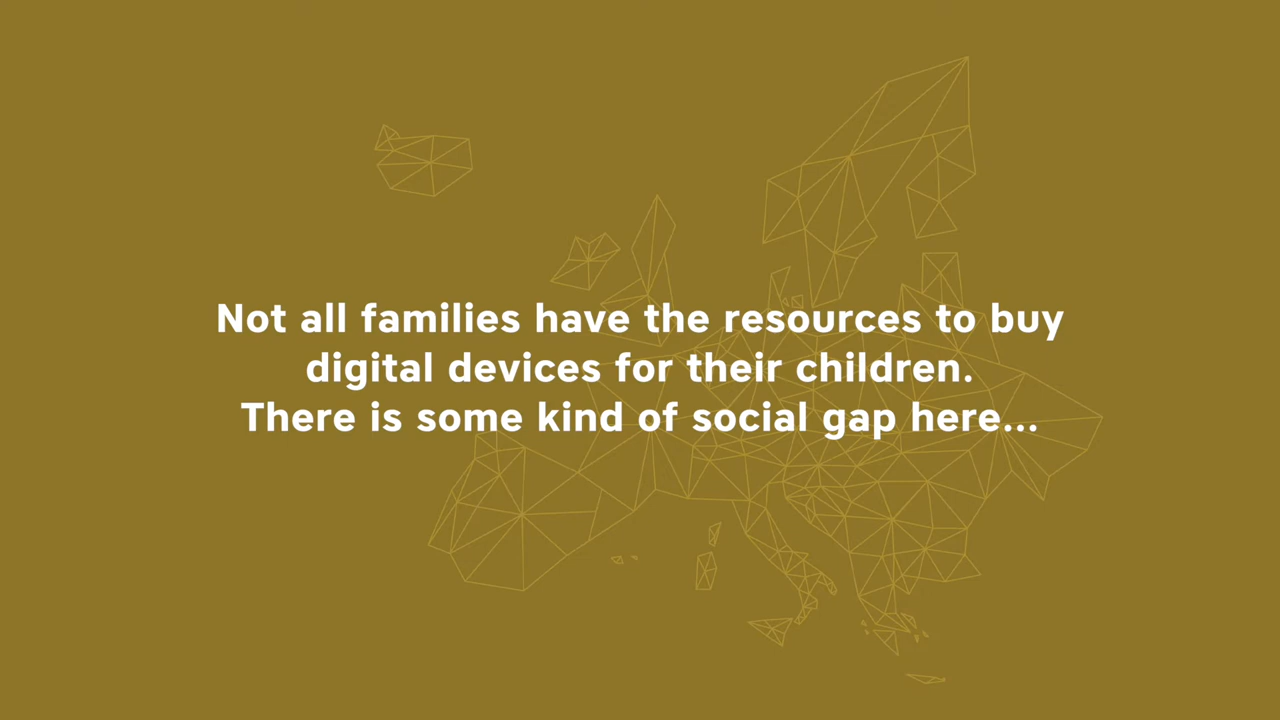 Not all families have the resources to buy
digital devices for their children.
There is some kind of social gap here...